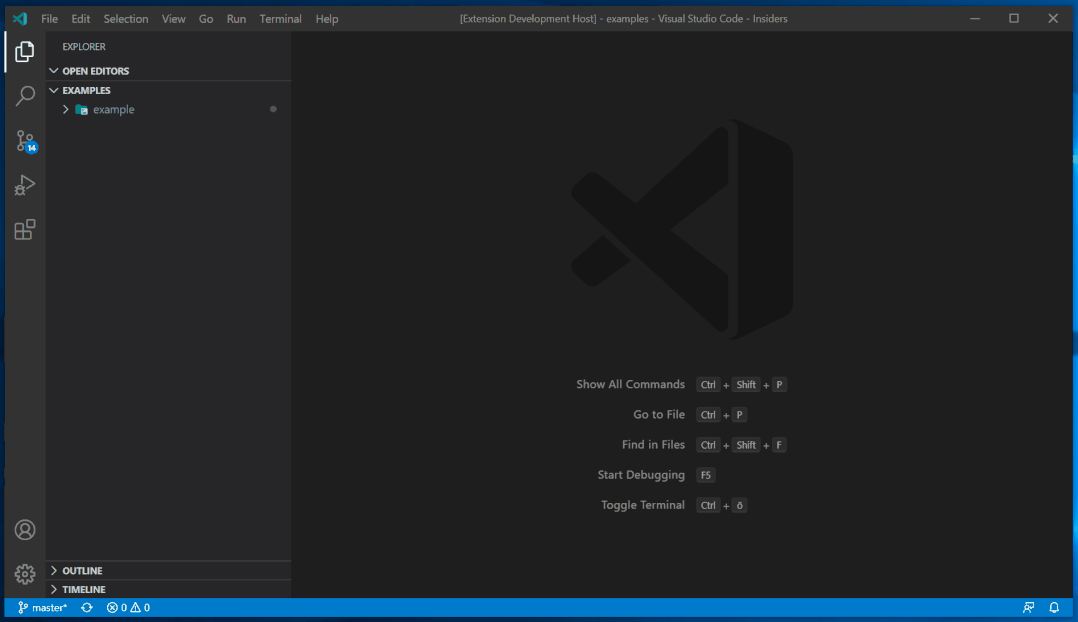 File Edit Selection View Go Run Terminal Help [Extension Development Host] - examples - Visual Studio Code - Insiders
EXPLORER
OPEN EDITORS
EXAMPLES
example
14
Show All Commands Ctrl + Shift + P
Go to File Ctrl + P
Find in Files Ctrl + Shift + F
Start Debugging F5
Toggle Terminal Ctrl + ö
OUTLINE
TIMELINE
master* 0 0